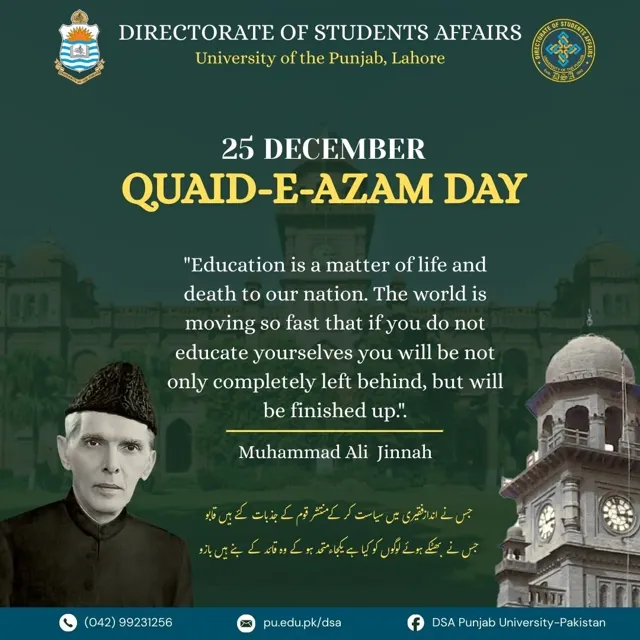 DIRECTORATE OF STUDENTS AFFAIRS
University of the Punjab, Lahore
25 DECEMBER
QUAID-E-AZAM DAY
"Education is a matter of life and
death to our nation. The world is
moving so fast that if you do not
educate yourselves you will be not
only completely left behind, but will
be finished up.".
Muhammad Ali Jinnah
جس نے اندازِفقیری میں سیاست کر کے منتشر قوم کے جذبات کئے ہیں قابو
جس نے بھٹکے ہوئے لوگوں کو کیا ہے یکجا،متحد ہو کے وہ قائد کے بنے ہیں بازو
(042) 99231256
pu.edu.pk/dsa
DSA Punjab University-Pakistan